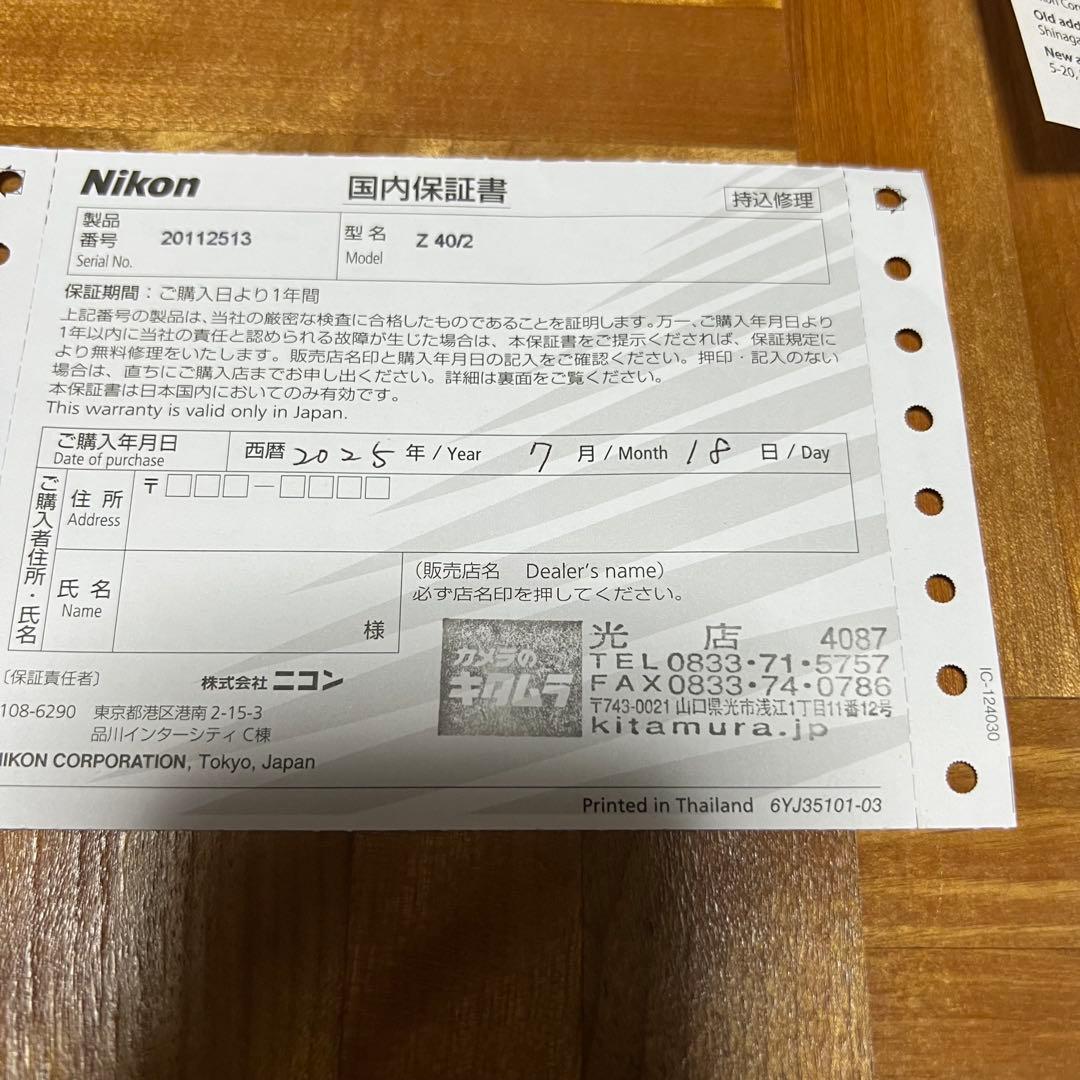 Old add
Shinaga
New a
5-20,
Nikon 国内保証書 持込修理
製品番号 20112513 型名 Z 40/2
Serial No. Model
保証期間：ご購入日より1年間
上記番号の製品は、当社の厳密な検査に合格したものであることを証明します。万一、ご購入年月日より
1年以内に当社の責任と認められる故障が生じた場合は、本保証書をご提示くだされば、保証規定に
より無料修理をいたします。販売店名印と購入年月日の記入をご確認ください。押印・記入のない
場合は、直ちにご購入店までお申し出ください。詳細は裏面をご覧ください。
本保証書は日本国内においてのみ有効です。
This warranty is valid only in Japan.
ご購入年月日 西暦 2025 年 / Year 7 月 / Month 18 日 / Day
Date of purchase
ご購入者住所・氏名
住所 〒□□□－□□□□
Address
氏名
Name
様
（販売店名 Dealer's name）
必ず店名印を押してください。
カメラのキタムラ
光 店 4087
TEL0833・71・5757
FAX0833・74・0786
〒743-0021 山口県光市浅江1丁目11番12号
kitamura.jp
〔保証責任者〕 株式会社 ニコン
108-6290 東京都港区港南 2-15-3
品川インターシティ C棟
NIKON CORPORATION, Tokyo, Japan
Printed in Thailand 6YJ35101-03
IC-124030